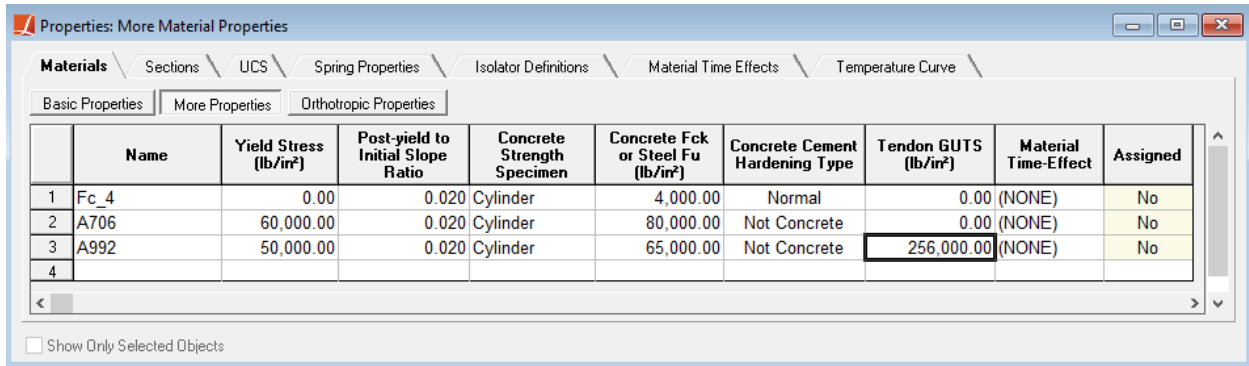 Properties: More Material Properties
Materials Sections UCS Spring Properties Isolator Definitions Material Time Effects Temperature Curve
Basic Properties More Properties Orthotropic Properties
Name Yield Stress (lb/in²) Post-yield to Initial Slope Ratio Concrete Strength Specimen Concrete Fck or Steel Fu (lb/in²) Concrete Cement Hardening Type Tendon GUTS (lb/in²) Material Time-Effect Assigned
1 Fc_4 0.00 0.020 Cylinder 4,000.00 Normal 0.00 (NONE) No
2 A706 60,000.00 0.020 Cylinder 80,000.00 Not Concrete 0.00 (NONE) No
3 A992 50,000.00 0.020 Cylinder 65,000.00 Not Concrete 256,000.00 (NONE) No
4
Show Only Selected Objects